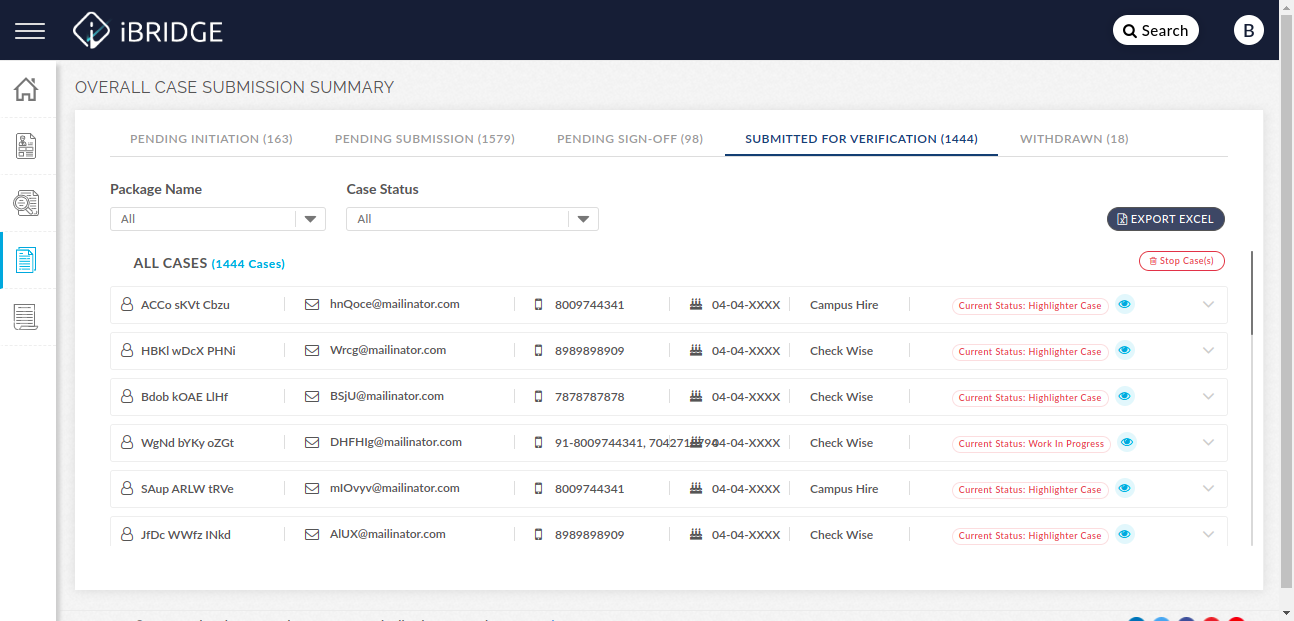 iBRIDGE Search B
OVERALL CASE SUBMISSION SUMMARY
PENDING INITIATION (163) PENDING SUBMISSION (1579) PENDING SIGN-OFF (98) SUBMITTED FOR VERIFICATION (1444) WITHDRAWN (18)
Package Name Case Status
All All EXPORT EXCEL
ALL CASES (1444 Cases) Stop Case(s)
ACCo sKVt Cbzu hnQoce@mailinator.com 8009744341 04-04-XXXX Campus Hire Current Status: Highlighter Case
HBKl wDcX PHNi Wrcg@mailinator.com 8989898909 04-04-XXXX Check Wise Current Status: Highlighter Case
Bdob kOAE LlHf BSjU@mailinator.com 7878787878 04-04-XXXX Check Wise Current Status: Highlighter Case
WgNd bYKy oZGt DHFHIg@mailinator.com 91-8009744341, 04-04-XXXX Check Wise Current Status: Work In Progress
SAup ARLW tRVe mIOvyv@mailinator.com 8009744341 04-04-XXXX Campus Hire Current Status: Highlighter Case
JfDc WWfz INkd AlUX@mailinator.com 8989898909 04-04-XXXX Check Wise Current Status: Highlighter Case